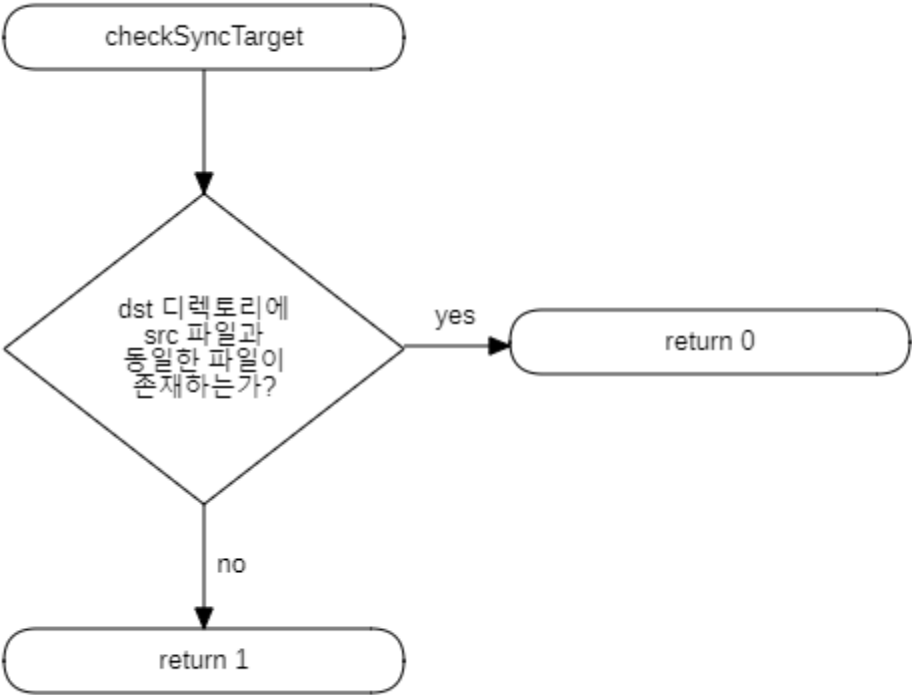 checkSyncTarget
dst 디렉토리에
src 파일과
동일한 파일이
존재하는가?
yes
return 0
no
return 1